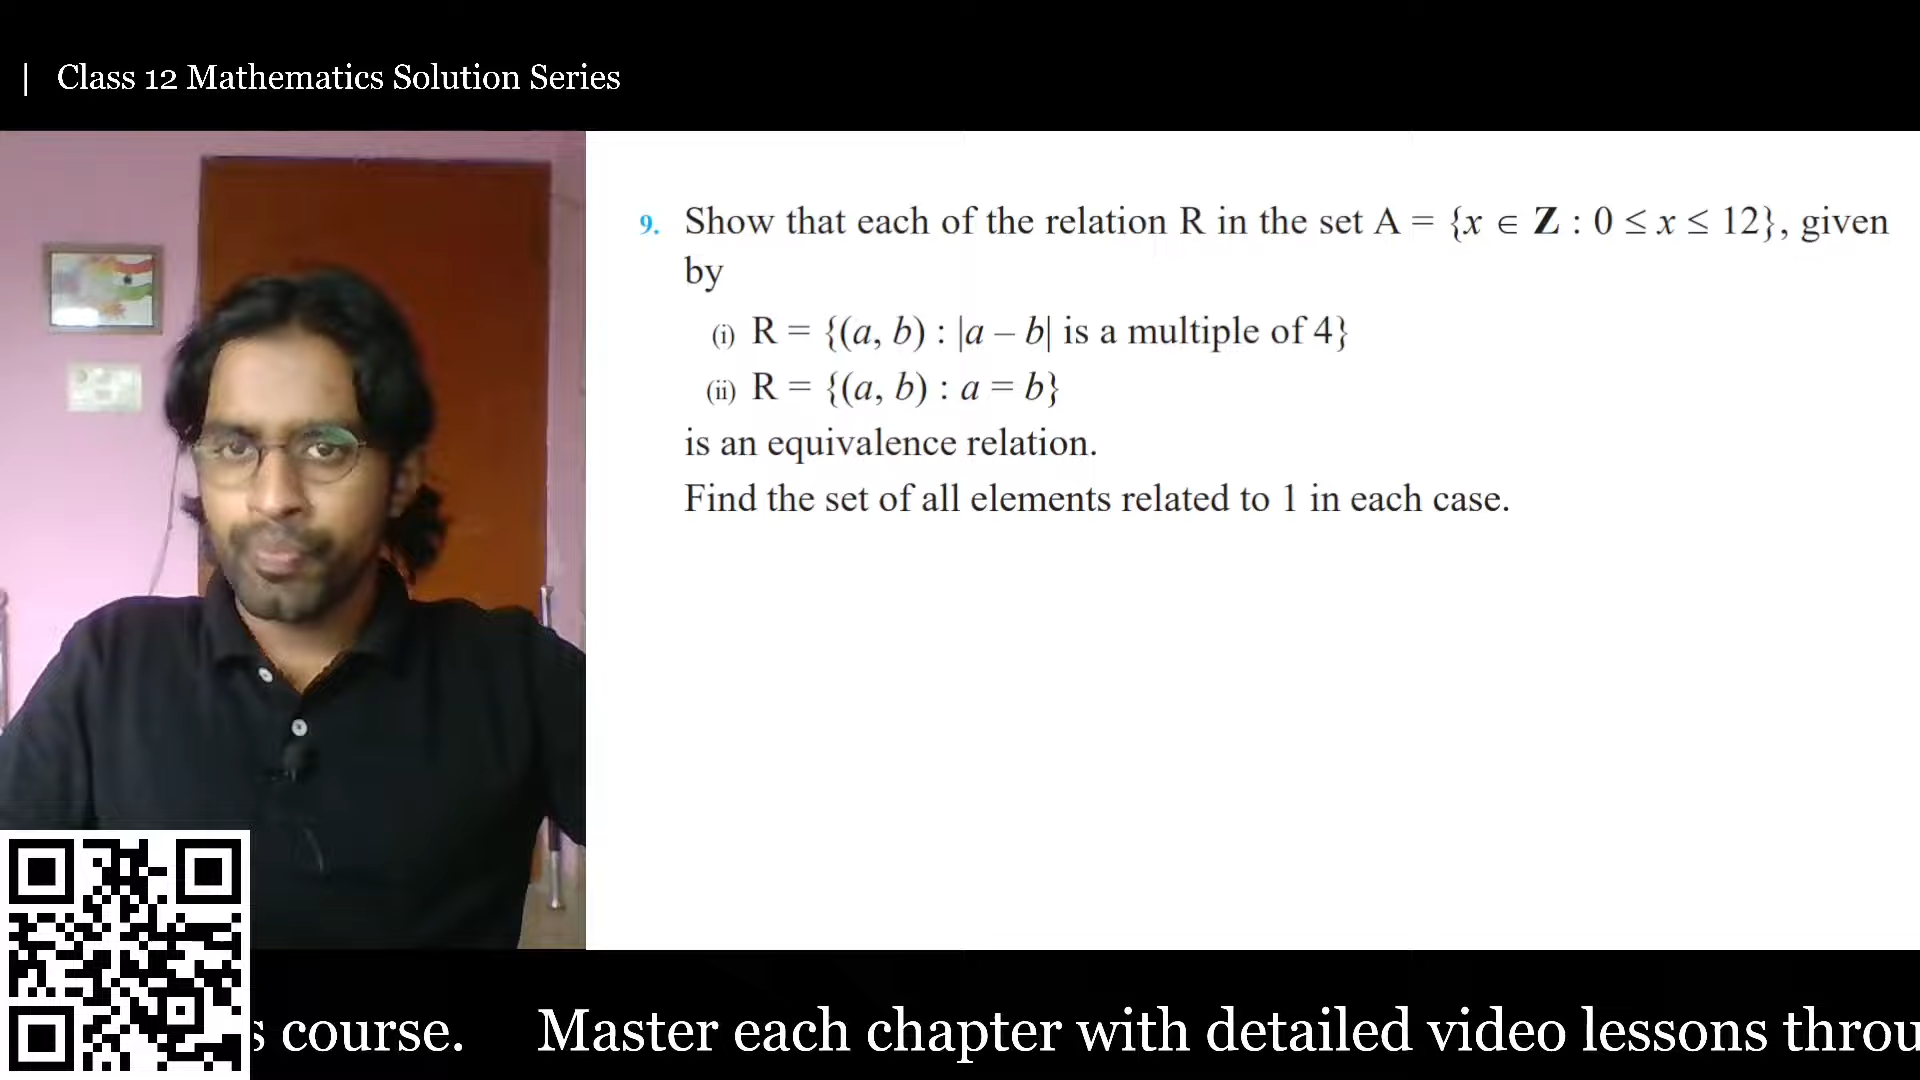 | Class 12 Mathematics Solution Series
9. Show that each of the relation R in the set A = {x ∈ Z : 0 ≤ x ≤ 12}, given
by
(i) R = {(a, b) : |a – b| is a multiple of 4}
(ii) R = {(a, b) : a = b}
is an equivalence relation.
Find the set of all elements related to 1 in each case.
course. Master each chapter with detailed video lessons